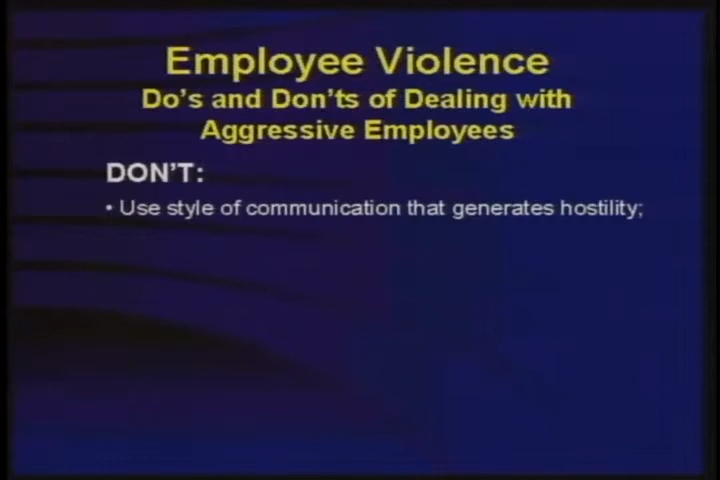 Employee Violence
Do's and Don'ts of Dealing with
Aggressive Employees
DON'T:
• Use style of communication that generates hostility;